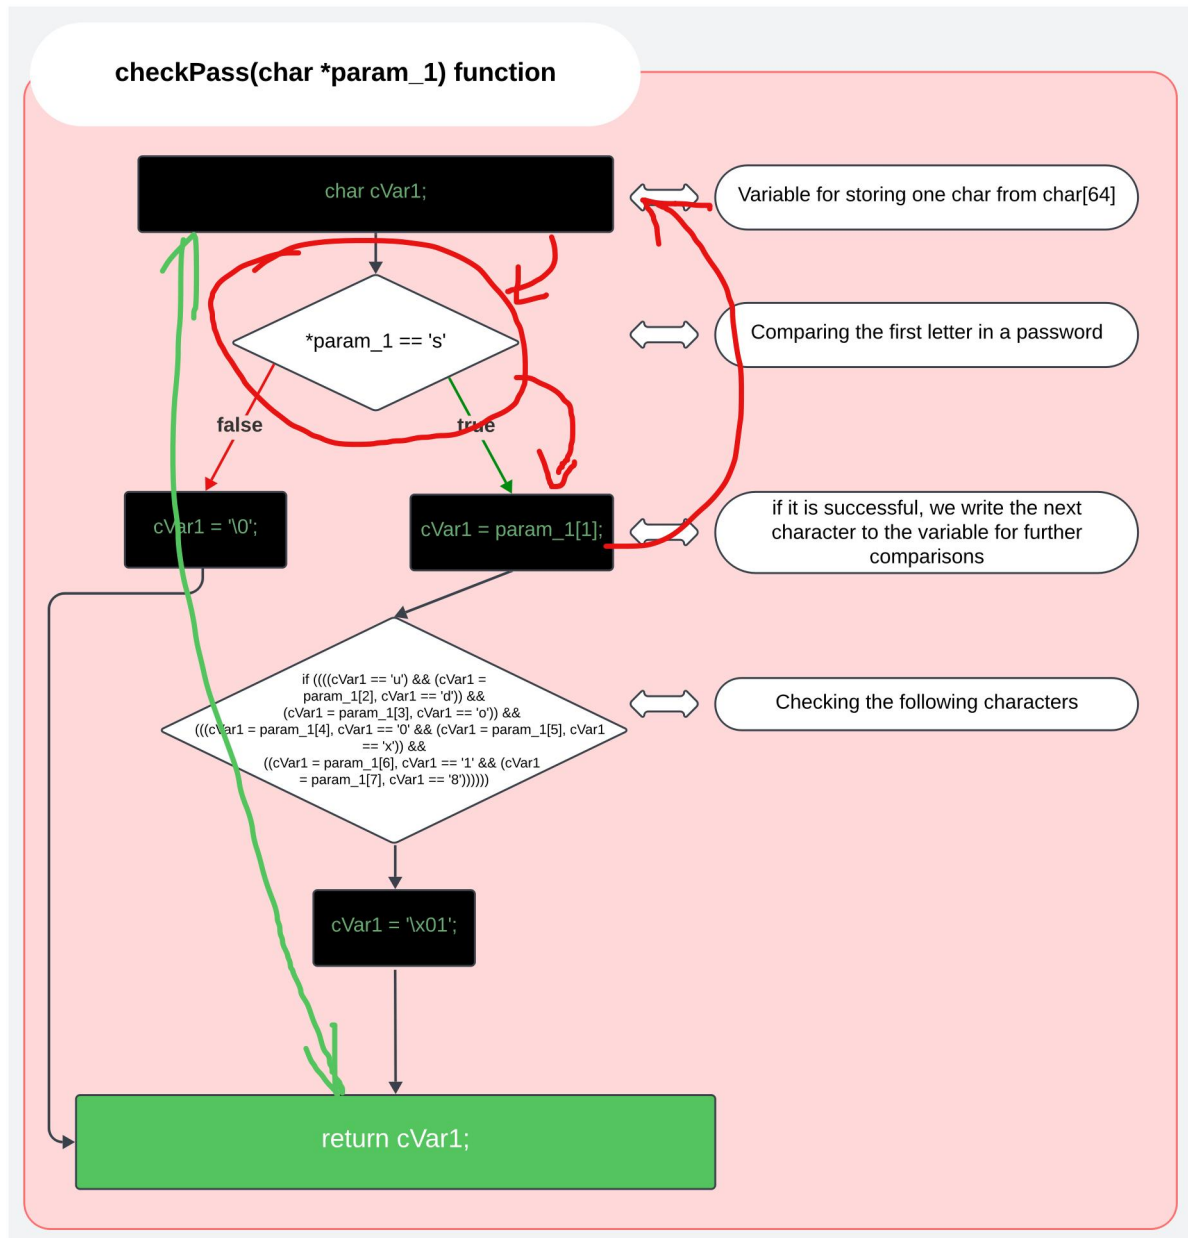 checkPass(char *param_1) function
char cVar1;
Variable for storing one char from char[64]
*param_1 == 's'
Comparing the first letter in a password
false
true
cVar1 = '\0';
cVar1 = param_1[1];
if it is successful, we write the next
character to the variable for further
comparisons
if ((((cVar1 == 'u') && (cVar1 =
param_1[2], cVar1 == 'd')) &&
(cVar1 = param_1[3], cVar1 == 'o')) &&
(((cVar1 = param_1[4], cVar1 == '0' && (cVar1 = param_1[5], cVar1
== 'x')) &&
((cVar1 = param_1[6], cVar1 == '1' && (cVar1
= param_1[7], cVar1 == '8'))))))
Checking the following characters
cVar1 = '\x01';
return cVar1;